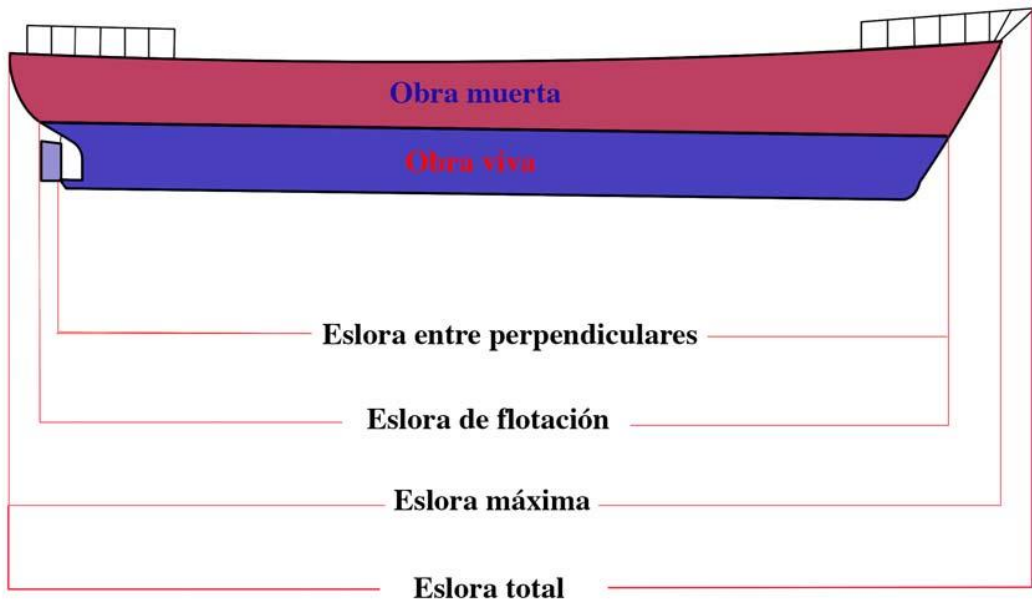 Obra muerta
Obra viva
Eslora entre perpendiculares
Eslora de flotación
Eslora máxima
Eslora total